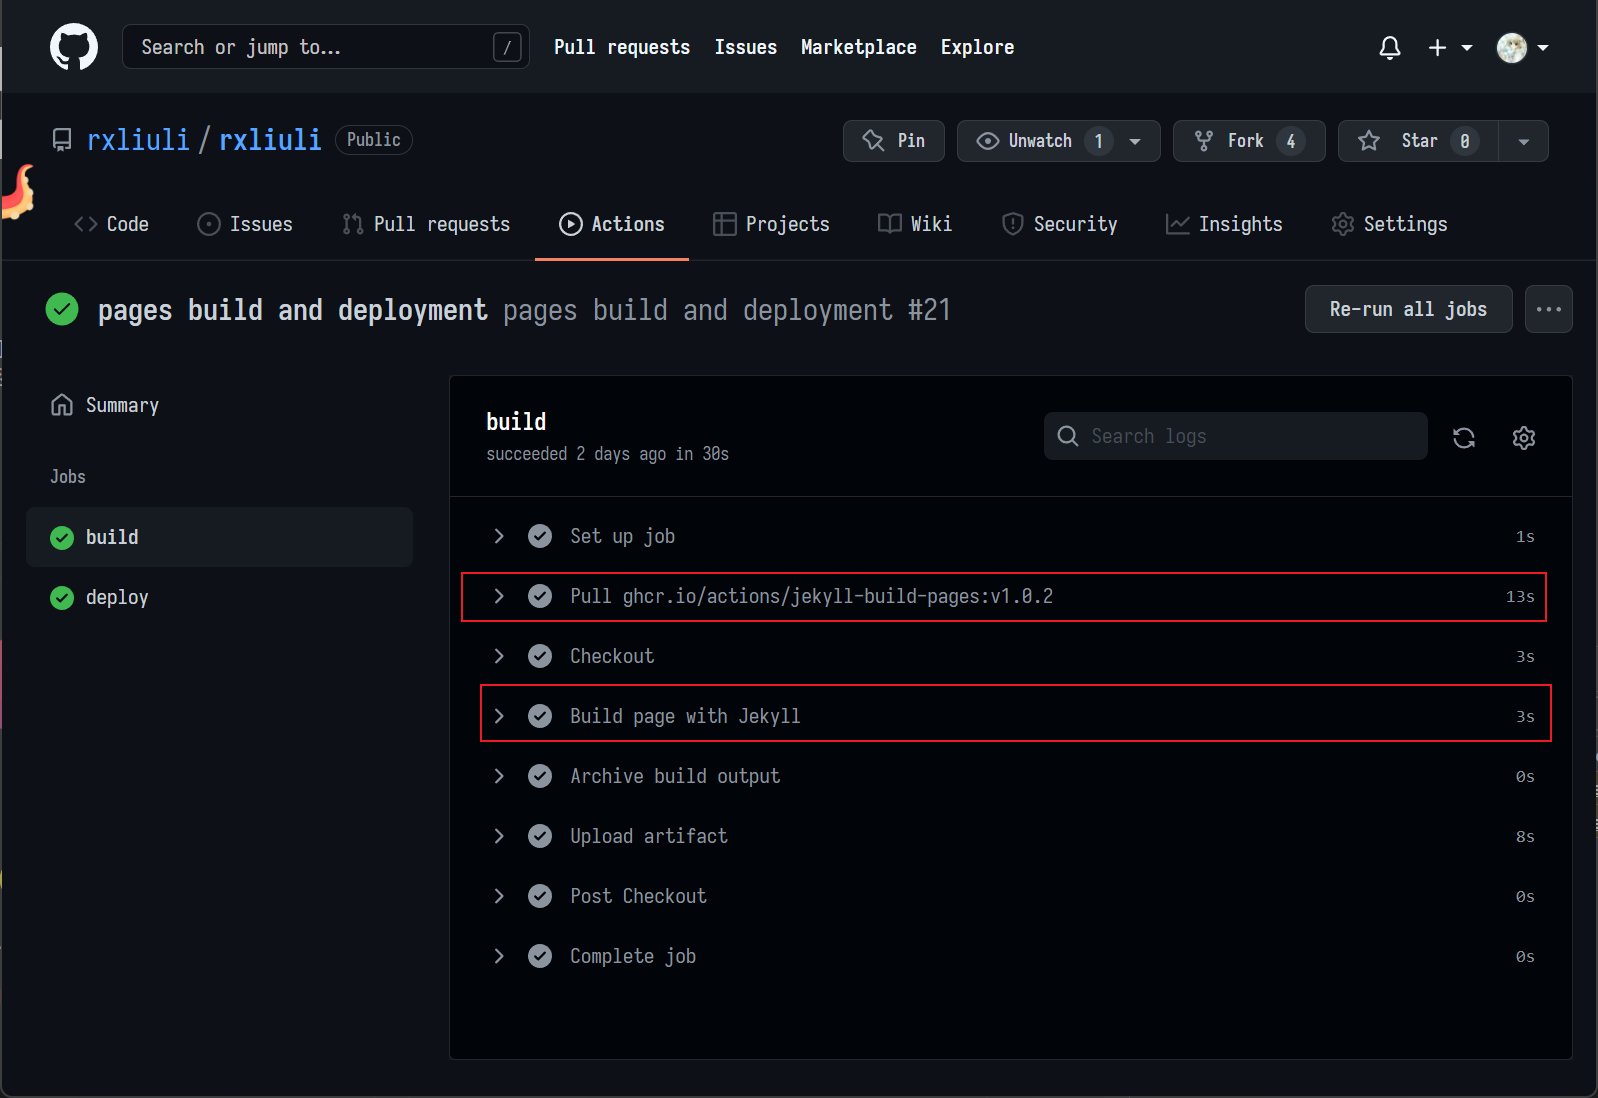 Search or jump to... /
Pull requests Issues Marketplace Explore
rxliuli / rxliuli Public
Pin Unwatch 1 Fork 4 Star 0
Code Issues Pull requests Actions Projects Wiki Security Insights Settings
pages build and deployment pages build and deployment #21
Re-run all jobs
Summary
Jobs
build
deploy
build
succeeded 2 days ago in 30s
Search logs
Set up job 1s
Pull ghcr.io/actions/jekyll-build-pages:v1.0.2 13s
Checkout 3s
Build page with Jekyll 3s
Archive build output 0s
Upload artifact 8s
Post Checkout 0s
Complete job 0s